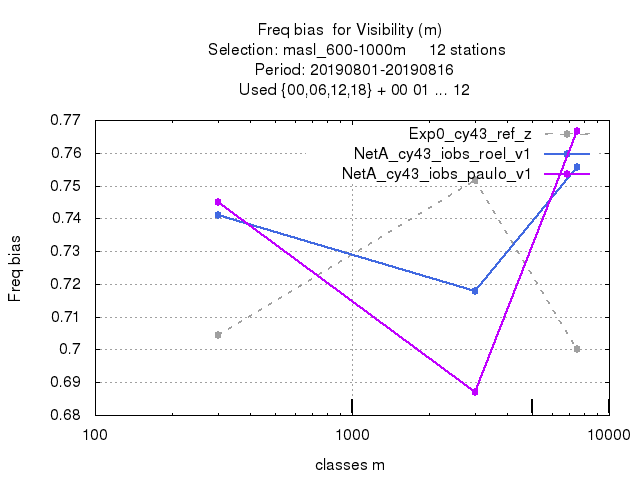 Freq bias  for Visibility (m)
Selection: masl_600-1000m     12 stations
Period: 20190801-20190816
Used {00,06,12,18} + 00 01 ... 12
Exp0_cy43_ref_z
NetA_cy43_iobs_roel_v1
NetA_cy43_iobs_paulo_v1
0.77
0.76
0.75
0.74
0.73
0.72
0.71
0.7
0.69
0.68
Freq bias
100
1000
10000
classes m